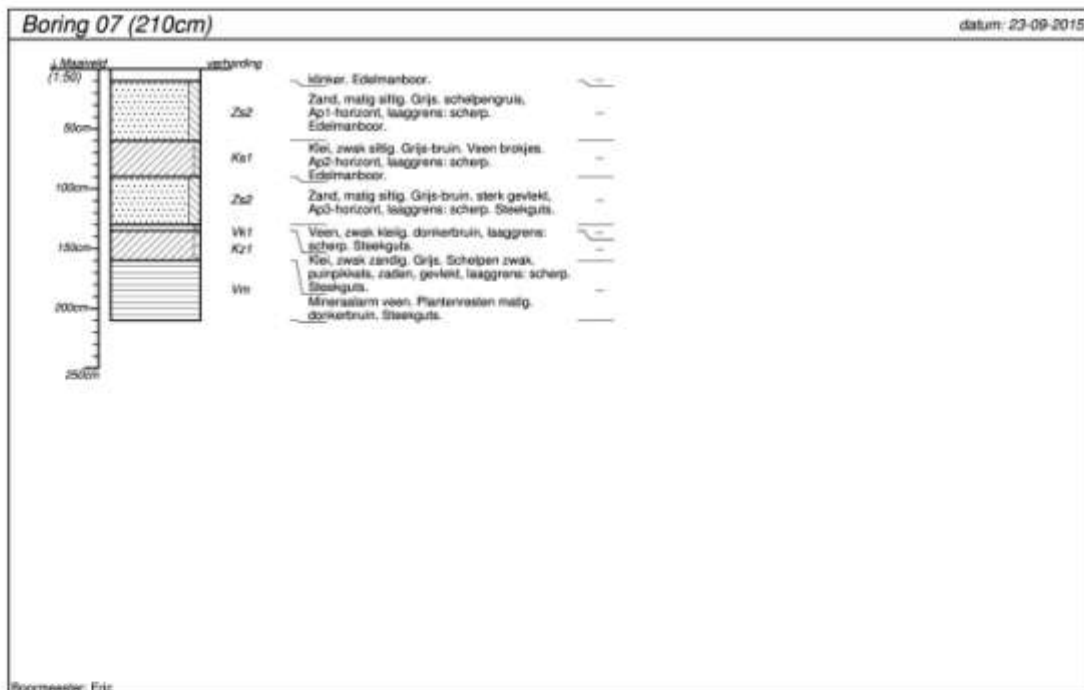 Boring 07 (210cm)
datum: 23-09-2015
Maaiveld
verharding
(1:50)
klinker. Edelmanboor.
Zs2
Zand, matig siltig. Grijs. schelpengruis,
Ap1-horizont, laaggrens: scherp.
Edelmanboor.
50cm
Ks1
Klei, zwak siltig. Grijs-bruin. Veen brokjes.
Ap2-horizont, laaggrens: scherp.
Edelmanboor.
100cm
Zs2
Zand, matig siltig. Grijs-bruin. sterk gevlekt,
Ap3-horizont, laaggrens: scherp. Steekguts.
Vk1
Veen, zwak kleiig. donkerbruin, laaggrens:
scherp. Steekguts.
150cm
Kz1
Klei, zwak zandig. Grijs. Schelpen zwak.
puinpikkels, zaden, gevlekt, laaggrens: scherp.
Steekguts.
Vm
Mineraalarm veen. Plantenresten matig.
donkerbruin. Steekguts.
200cm
250cm
Boormeester: Eric